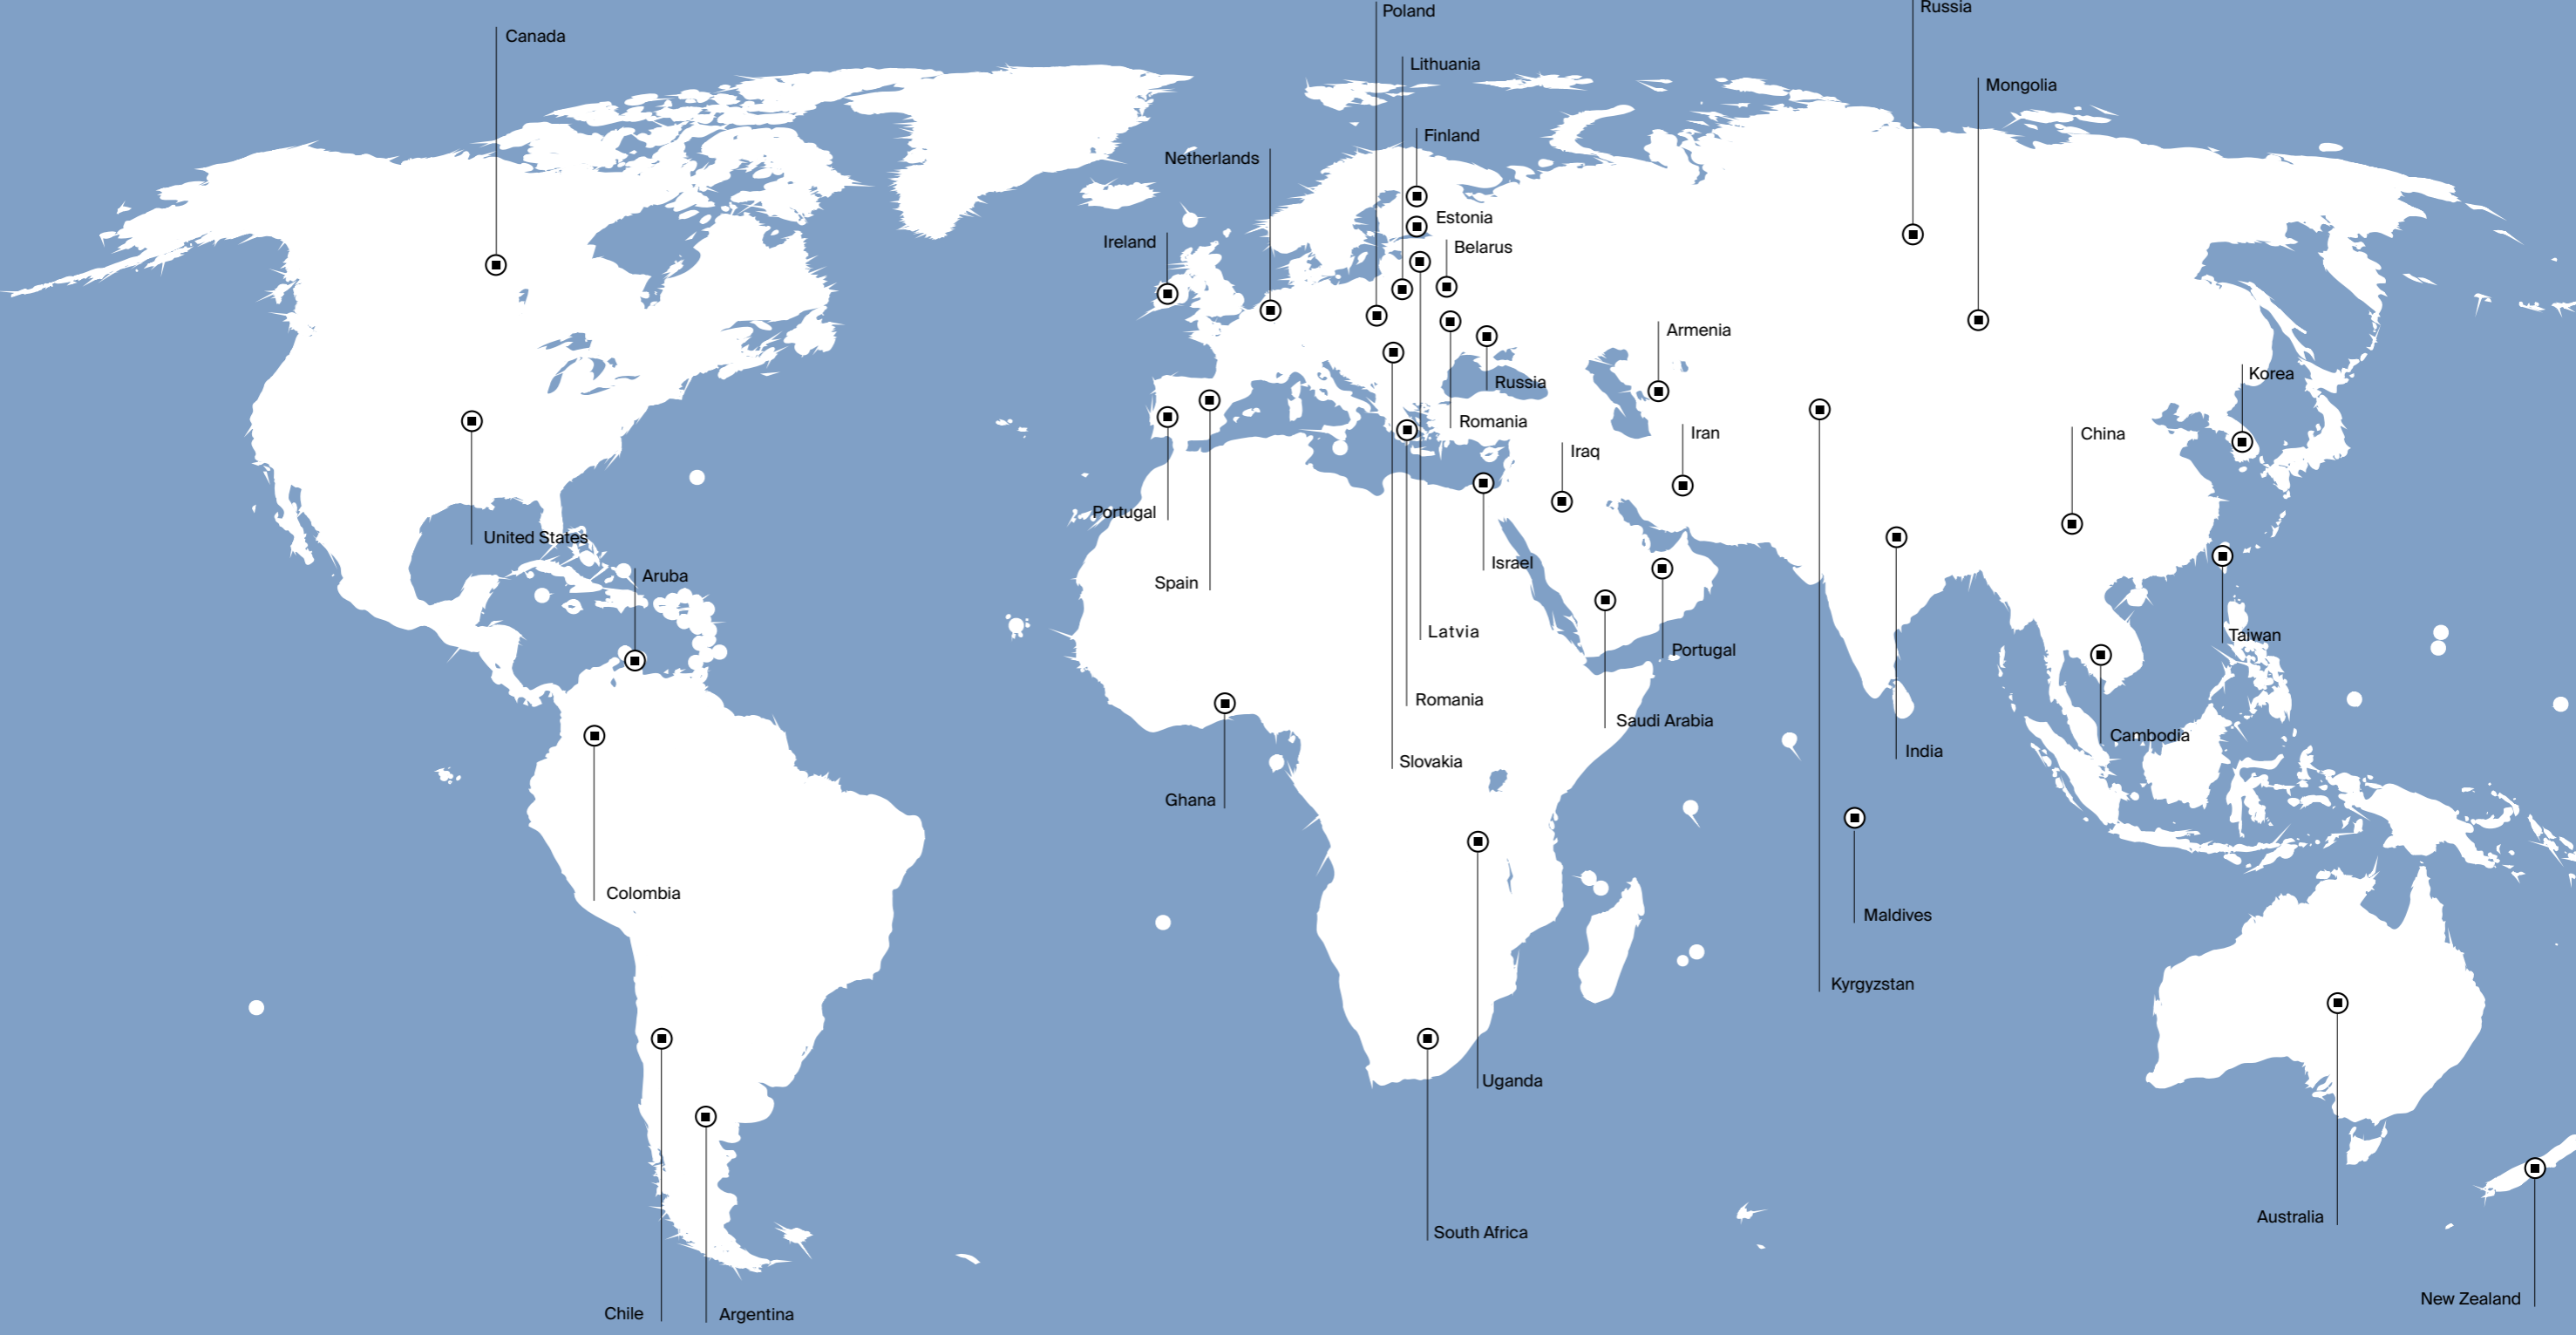 Russia
Poland
Canada
Lithuania
Mongolia
Finland
Netherlands
Estonia
Ireland
Belarus
Armenia
Korea
Russia
Romania
Iran
China
Iraq
Portugal
United States
Israel
Aruba
Spain
Latvia
Taiwan
Portugal
Romania
Saudi Arabia
Cambodia
India
Slovakia
Ghana
Colombia
Maldives
Kyrgyzstan
Uganda
Australia
South Africa
New Zealand
Chile
Argentina